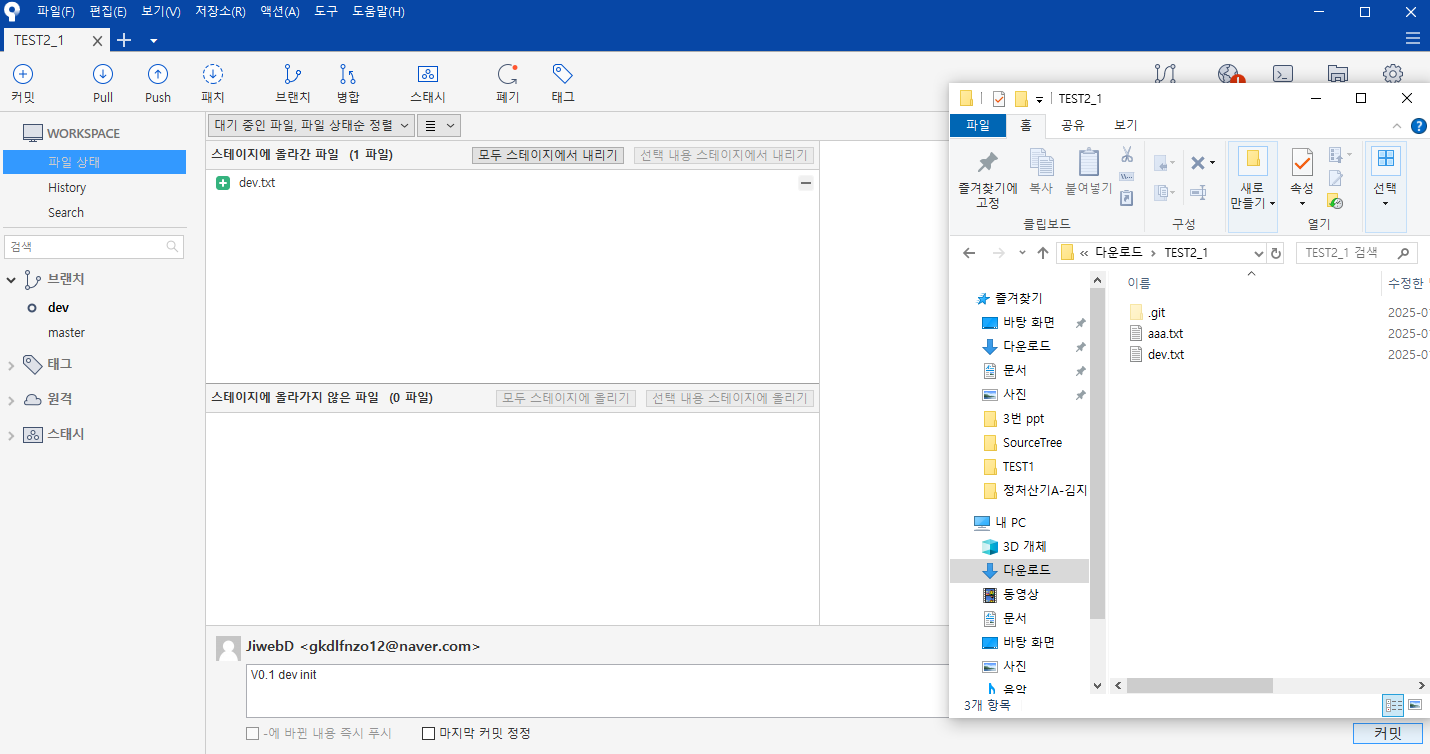 파일(F) 편집(E) 보기(V) 저장소(R) 액션(A) 도구 도움말(H)
TEST2_1
커밋 Pull Push 패치 브랜치 병합 스태시 폐기 태그
WORKSPACE
파일 상태
History
Search
검색
브랜치
dev
master
태그
원격
스태시
대기 중인 파일, 파일 상태순 정렬
스테이지에 올라간 파일 (1 파일) 모두 스테이지에서 내리기 선택 내용 스테이지에서 내리기
dev.txt
스테이지에 올라가지 않은 파일 (0 파일) 모두 스테이지에 올리기 선택 내용 스테이지에 올리기
JiwebD <gkdlfnzo12@naver.com>
V0.1 dev init
-에 바뀐 내용 즉시 푸시 마지막 커밋 정정
커밋
TEST2_1
파일 홈 공유 보기
즐겨찾기에 고정 복사 붙여넣기 새로 만들기 속성 선택
클립보드 구성 열기
« 다운로드 › TEST2_1 TEST2_1 검색
이름 수정한
.git 2025-0
aaa.txt 2025-0
dev.txt 2025-0
즐겨찾기
바탕 화면
다운로드
문서
사진
3번 ppt
SourceTree
TEST1
정처산기A-김지
내 PC
3D 개체
다운로드
동영상
문서
바탕 화면
사진
음악
3개 항목